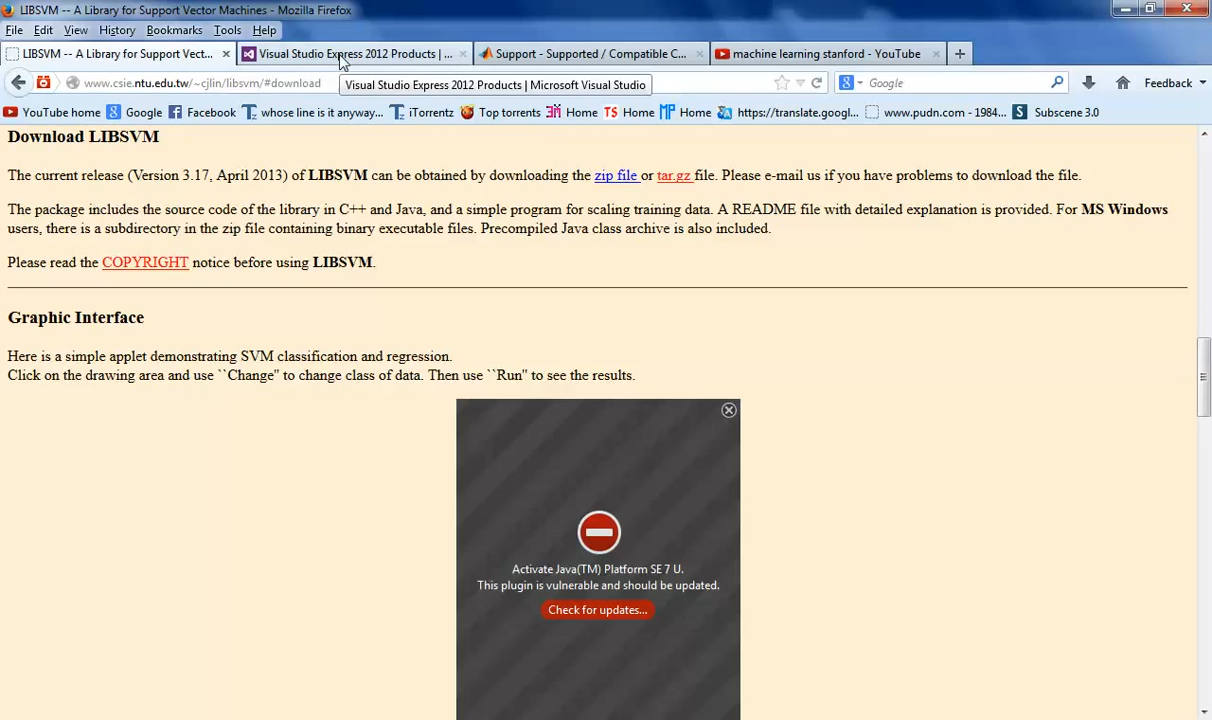 LIBSVM -- A Library for Support Vector Machines - Mozilla Firefox
File Edit View History Bookmarks Tools Help
LIBSVM -- A Library for Support Vect... Visual Studio Express 2012 Products | ... Support - Supported / Compatible C... machine learning stanford - YouTube
www.csie.ntu.edu.tw/~cjlin/libsvm/#download Google Feedback
Visual Studio Express 2012 Products | Microsoft Visual Studio
YouTube home Google Facebook whose line is it anyway... iTorrentz Top torrents Home Home Home https://translate.googl... www.pudn.com - 1984... Subscene 3.0
Download LIBSVM
The current release (Version 3.17, April 2013) of LIBSVM can be obtained by downloading the zip file or tar.gz file. Please e-mail us if you have problems to download the file.
The package includes the source code of the library in C++ and Java, and a simple program for scaling training data. A README file with detailed explanation is provided. For MS Windows
users, there is a subdirectory in the zip file containing binary executable files. Precompiled Java class archive is also included.
Please read the COPYRIGHT notice before using LIBSVM.
Graphic Interface
Here is a simple applet demonstrating SVM classification and regression.
Click on the drawing area and use ``Change'' to change class of data. Then use ``Run'' to see the results.
Activate Java(TM) Platform SE 7 U.
This plugin is vulnerable and should be updated.
Check for updates...